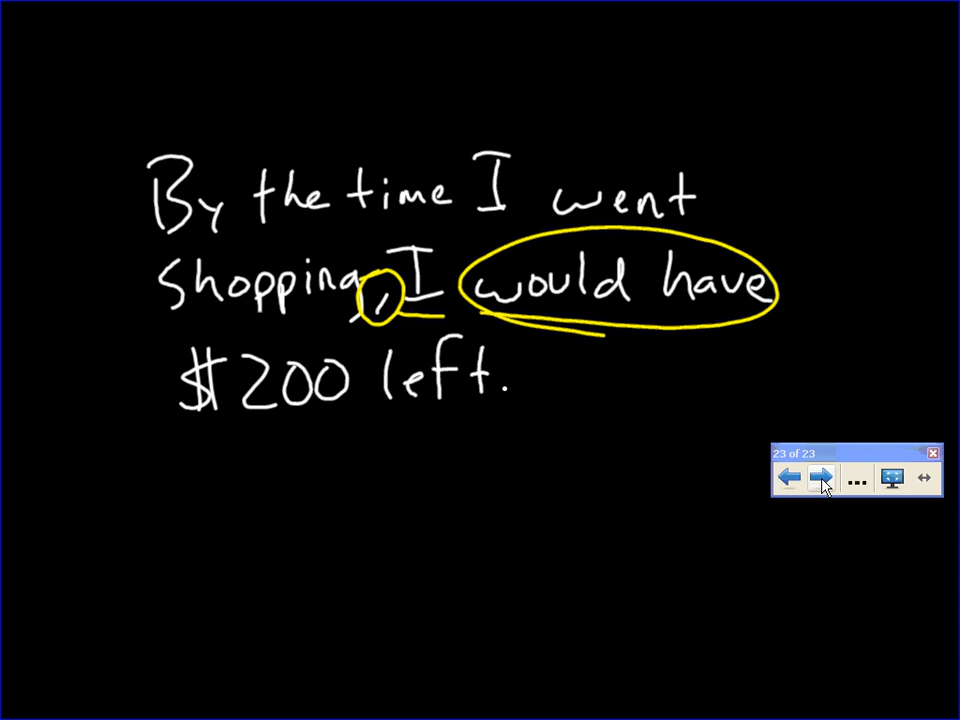 By the time I went
shopping, I would have
$200 left.
23 of 23